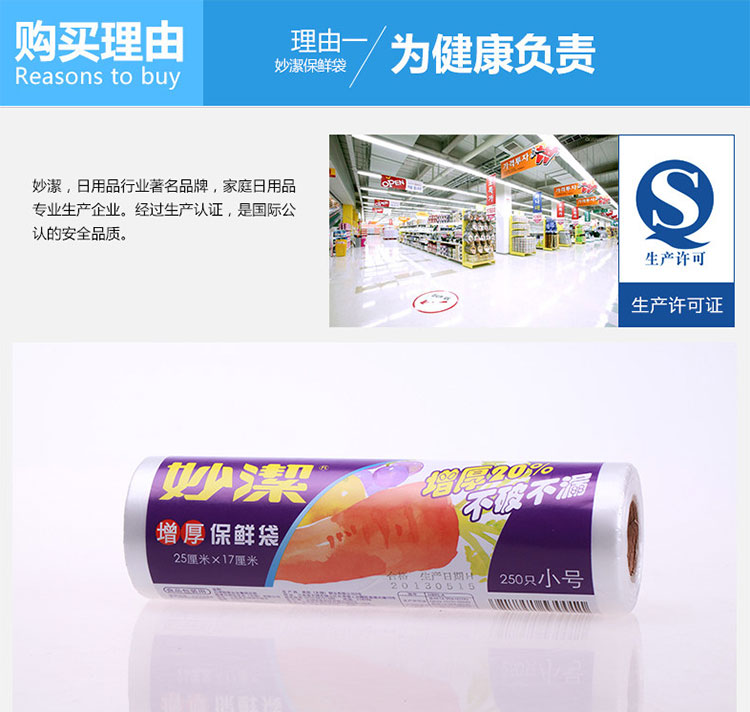 购买理由
Reasons to buy
理由一
妙潔保鲜袋
为健康负责
妙潔，日用品行业著名品牌，家庭日用品
专业生产企业。经过生产认证，是国际公
认的安全品质。
OPEN
S
生产许可
生产许可证
妙潔®
增厚保鲜袋
25厘米×17厘米
增厚20%
不破不漏
生产日期
20130515
250只小号